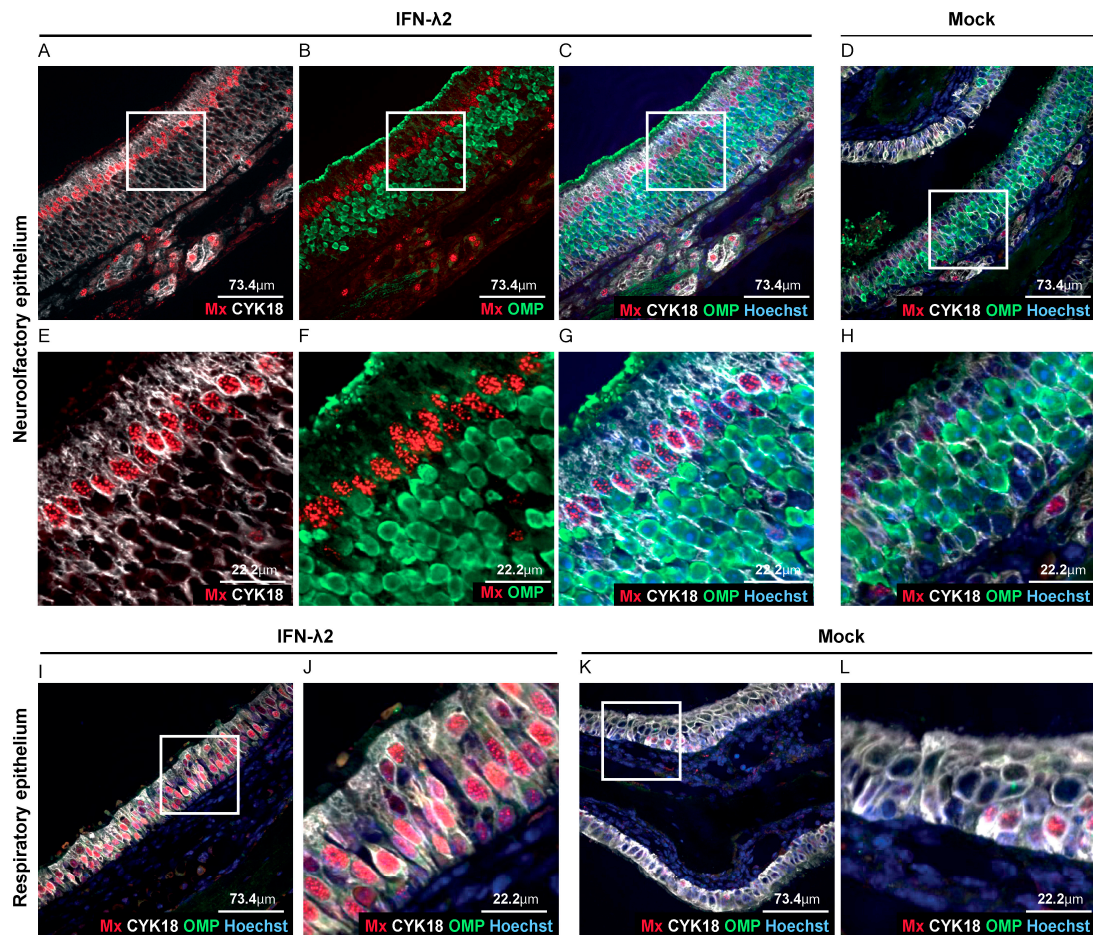 IFN-λ2
Mock
A
B
C
D
Neuroolfactory epithelium
73.4μm
Mx CYK18
73.4μm
Mx OMP
73.4μm
Mx CYK18 OMP Hoechst
73.4μm
Mx CYK18 OMP Hoechst
E
F
G
H
22.2μm
Mx CYK18
22.2μm
Mx OMP
22.2μm
Mx CYK18 OMP Hoechst
22.2μm
Mx CYK18 OMP Hoechst
IFN-λ2
Mock
I
J
K
L
Respiratory epithelium
73.4μm
Mx CYK18 OMP Hoechst
22.2μm
Mx CYK18 OMP Hoechst
73.4μm
Mx CYK18 OMP Hoechst
22.2μm
Mx CYK18 OMP Hoechst